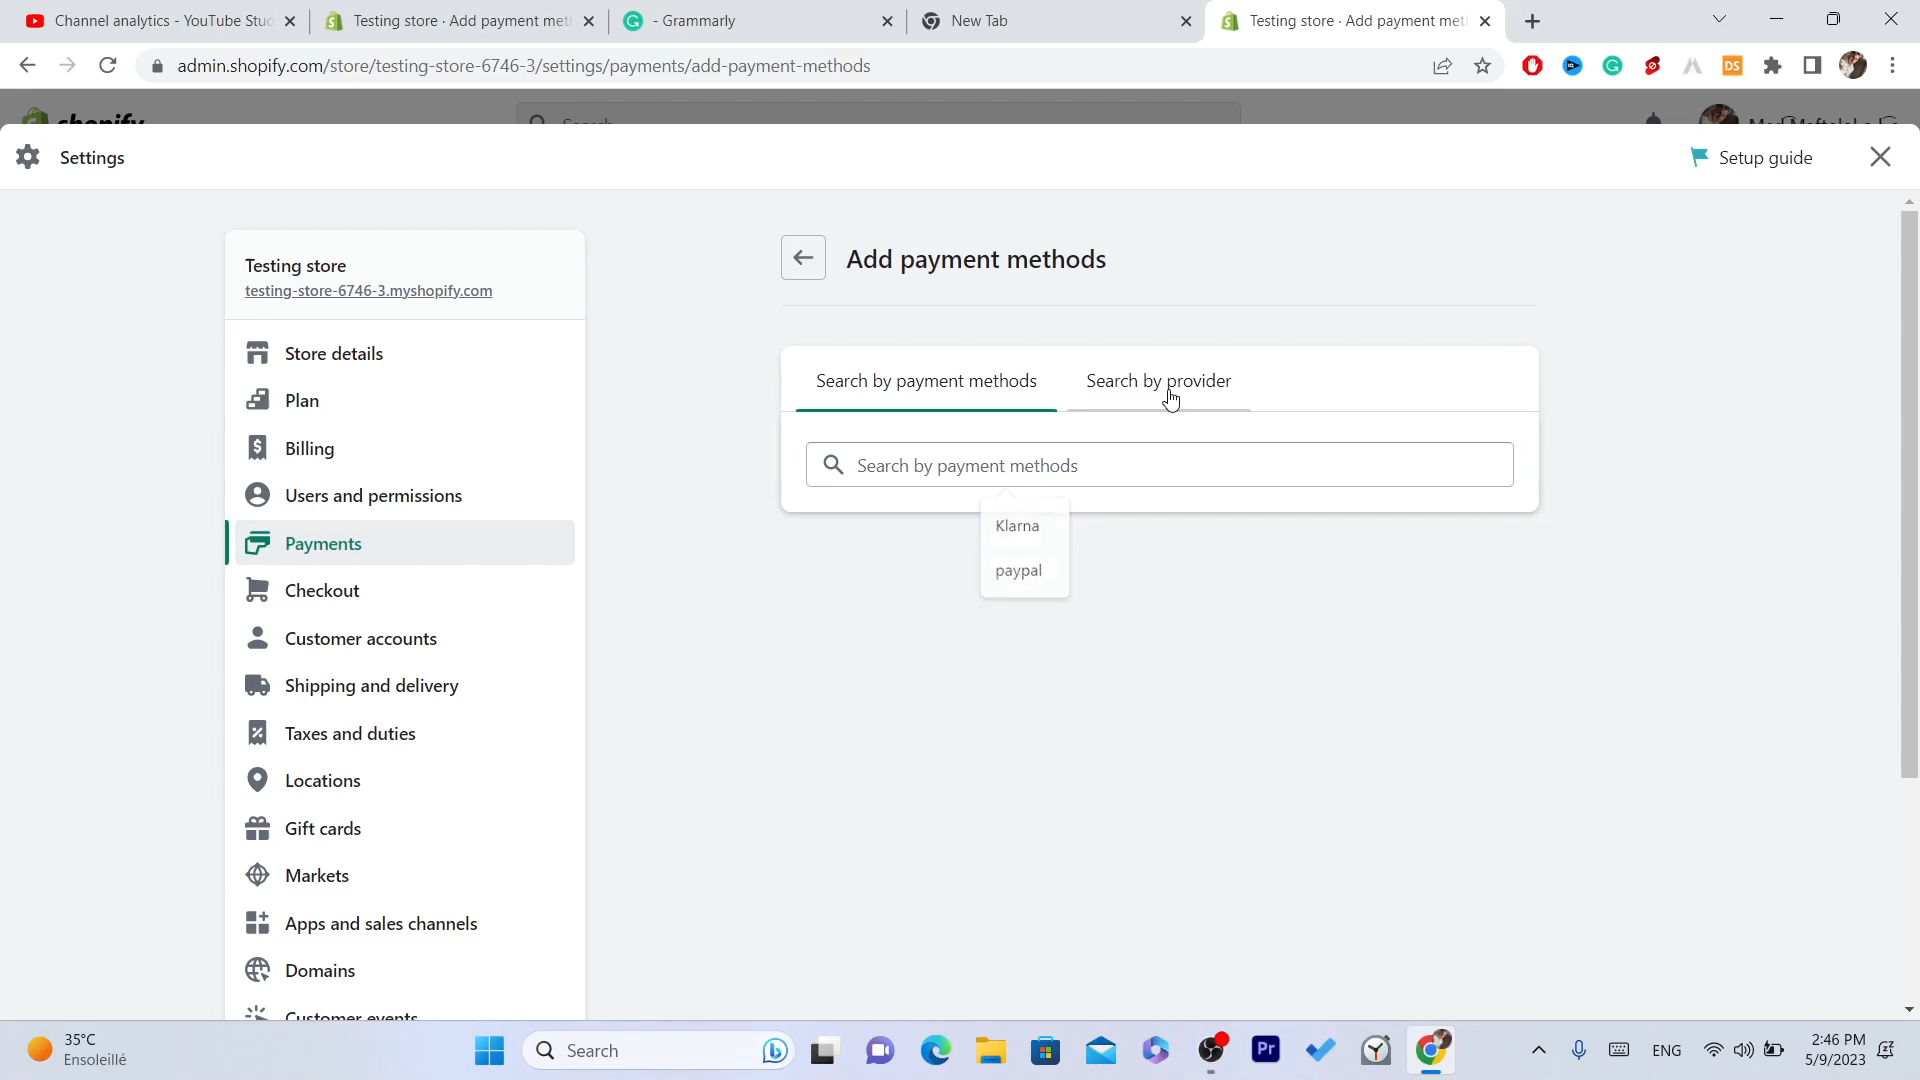 Channel analytics - YouTube Stu
Testing store · Add payment met
- Grammarly
New Tab
Testing store · Add payment met
admin.shopify.com/store/testing-store-6746-3/settings/payments/add-payment-methods
DS
shopify
Search
Settings
Setup guide
Testing store
testing-store-6746-3.myshopify.com
Store details
Plan
Billing
Users and permissions
Payments
Checkout
Customer accounts
Shipping and delivery
Taxes and duties
Locations
Gift cards
Markets
Apps and sales channels
Domains
Customer events
Add payment methods
Search by payment methods
Search by provider
Search by payment methods
Klarna
paypal
35°C
Ensoleillé
Search
Pr
ENG
2:46 PM
5/9/2023